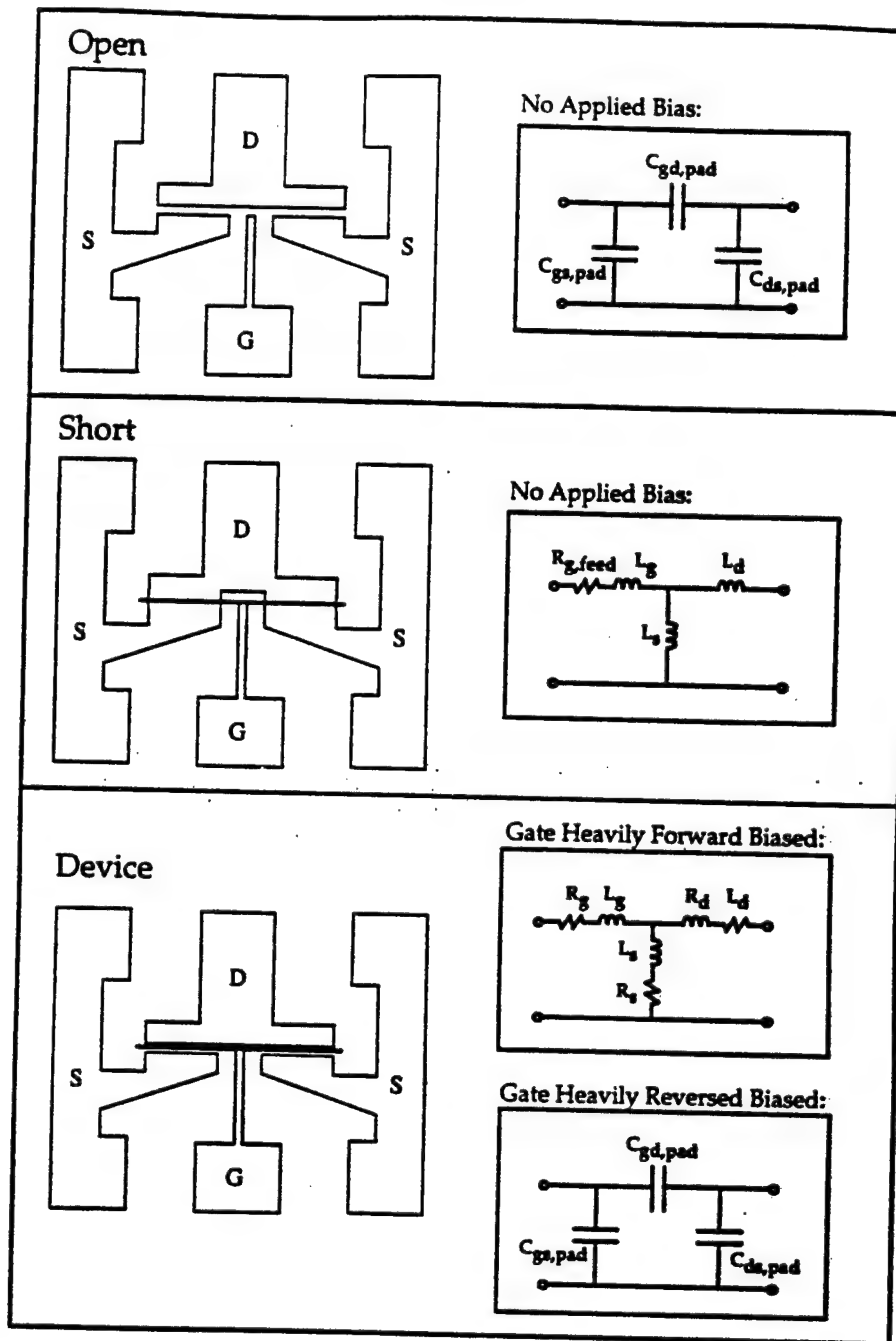 Open
D
S
S
G
No Applied Bias:
Cgd,pad
Cgs,pad
Cds,pad
Short
D
S
S
G
No Applied Bias:
Rg,feed Lg Ld
Ls
Device
D
S
S
G
Gate Heavily Forward Biased:
Rg Lg Rd Ld
Ls
Rs
Gate Heavily Reversed Biased:
Cgd,pad
Cgs,pad
Cds,pad